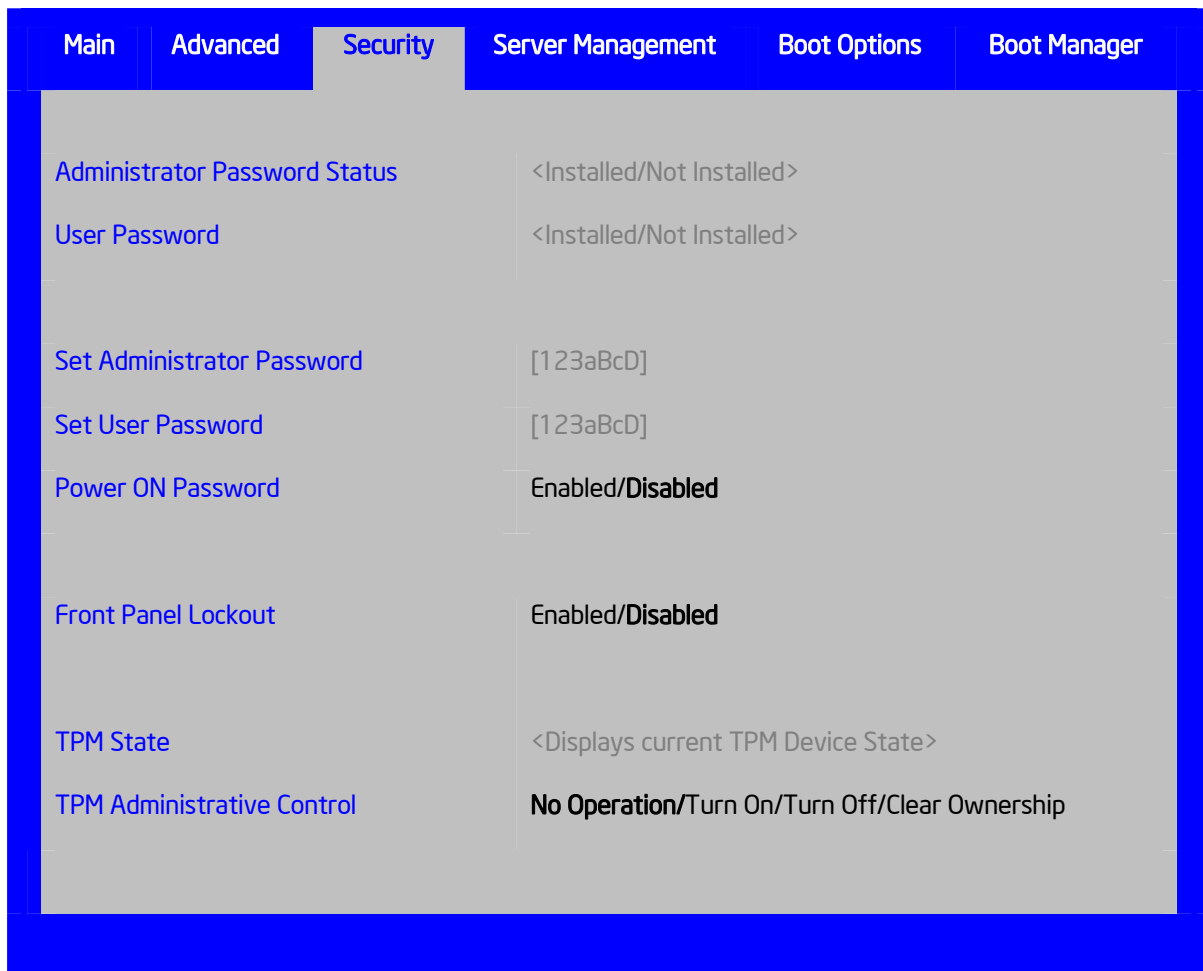 Main Advanced Security Server Management Boot Options Boot Manager
Administrator Password Status <Installed/Not Installed>
User Password <Installed/Not Installed>
Set Administrator Password [123aBcD]
Set User Password [123aBcD]
Power ON Password Enabled/Disabled
Front Panel Lockout Enabled/Disabled
TPM State <Displays current TPM Device State>
TPM Administrative Control No Operation/Turn On/Turn Off/Clear Ownership